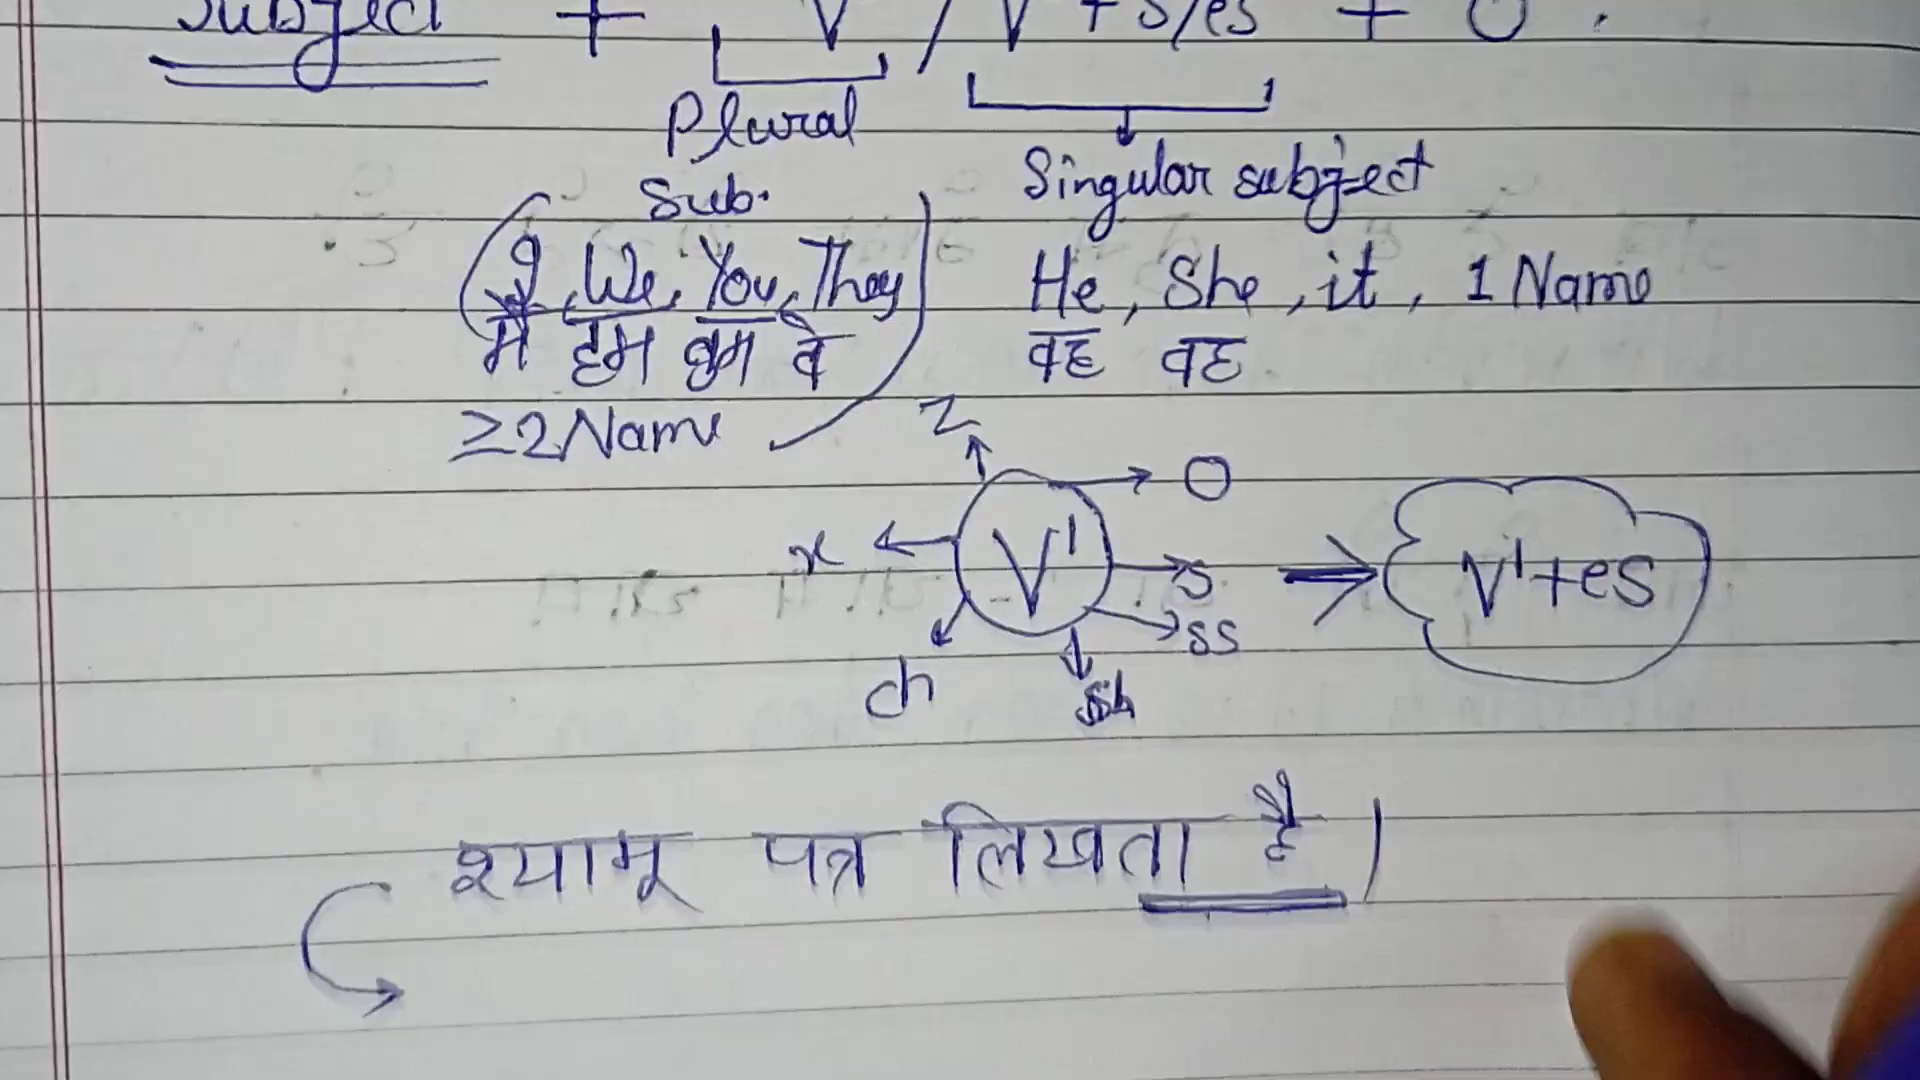 Subject + V / V + s/es + O.
Plural
Sub.
Singular subject
I, We, You, They
He, She, it, 1 Name
मैं हम तुम वे
वह वह
≥2 Name
Z
O
x
V¹
S
V¹+es
ss
ch
sh
श्यामू पत्र लिखता है।